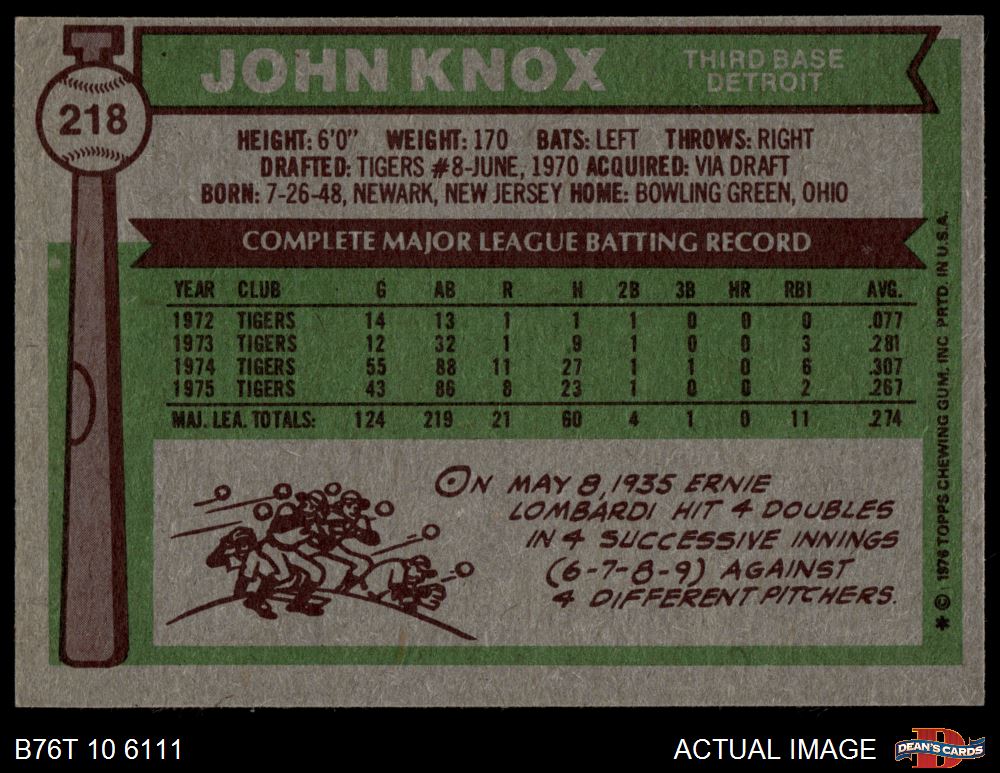 218
JOHN KNOX
THIRD BASE
DETROIT
HEIGHT: 6'0" WEIGHT: 170 BATS: LEFT THROWS: RIGHT
DRAFTED: TIGERS #8-JUNE, 1970 ACQUIRED: VIA DRAFT
BORN: 7-26-48, NEWARK, NEW JERSEY HOME: BOWLING GREEN, OHIO
COMPLETE MAJOR LEAGUE BATTING RECORD
YEAR CLUB G AB R H 2B 3B HR RBI AVG.
1972 TIGERS 14 13 1 1 1 0 0 0 .077
1973 TIGERS 12 32 1 9 1 0 0 3 .281
1974 TIGERS 55 88 11 27 1 1 0 6 .307
1975 TIGERS 43 86 8 23 1 0 0 2 .267
MAJ. LEA. TOTALS: 124 219 21 60 4 1 0 11 .274
ON MAY 8, 1935 ERNIE
LOMBARDI HIT 4 DOUBLES
IN 4 SUCCESSIVE INNINGS
(6-7-8-9) AGAINST
4 DIFFERENT PITCHERS.
* © 1976 TOPPS CHEWING GUM, INC PRTD. IN U.S.A.
B76T 10 6111
ACTUAL IMAGE
DEAN'S CARDS